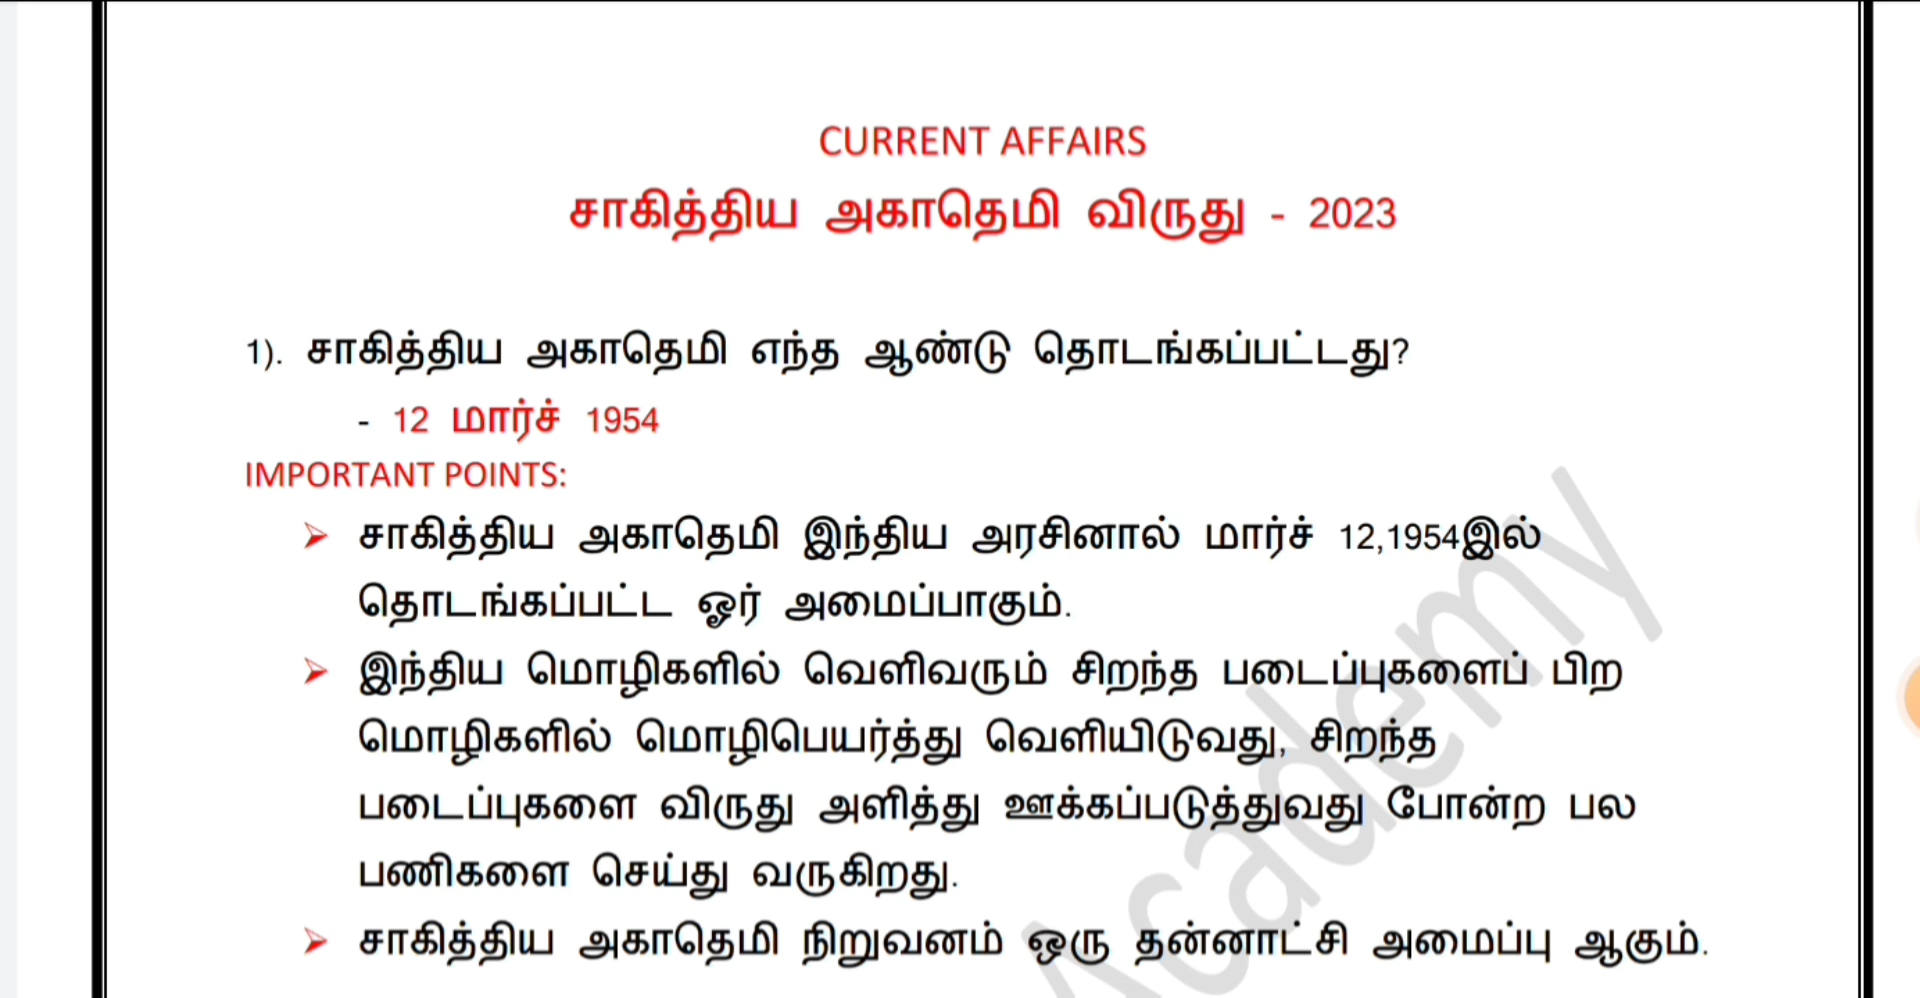 CURRENT AFFAIRS
சாகித்திய அகாதெமி விருது - 2023
1). சாகித்திய அகாதெமி எந்த ஆண்டு தொடங்கப்பட்டது?
- 12 மார்ச் 1954
IMPORTANT POINTS:
➢ சாகித்திய அகாதெமி இந்திய அரசினால் மார்ச் 12,1954இல்
தொடங்கப்பட்ட ஓர் அமைப்பாகும்.
➢ இந்திய மொழிகளில் வெளிவரும் சிறந்த படைப்புகளைப் பிற
மொழிகளில் மொழிபெயர்த்து வெளியிடுவது, சிறந்த
படைப்புகளை விருது அளித்து ஊக்கப்படுத்துவது போன்ற பல
பணிகளை செய்து வருகிறது.
➢ சாகித்திய அகாதெமி நிறுவனம் ஒரு தன்னாட்சி அமைப்பு ஆகும்.
Academy